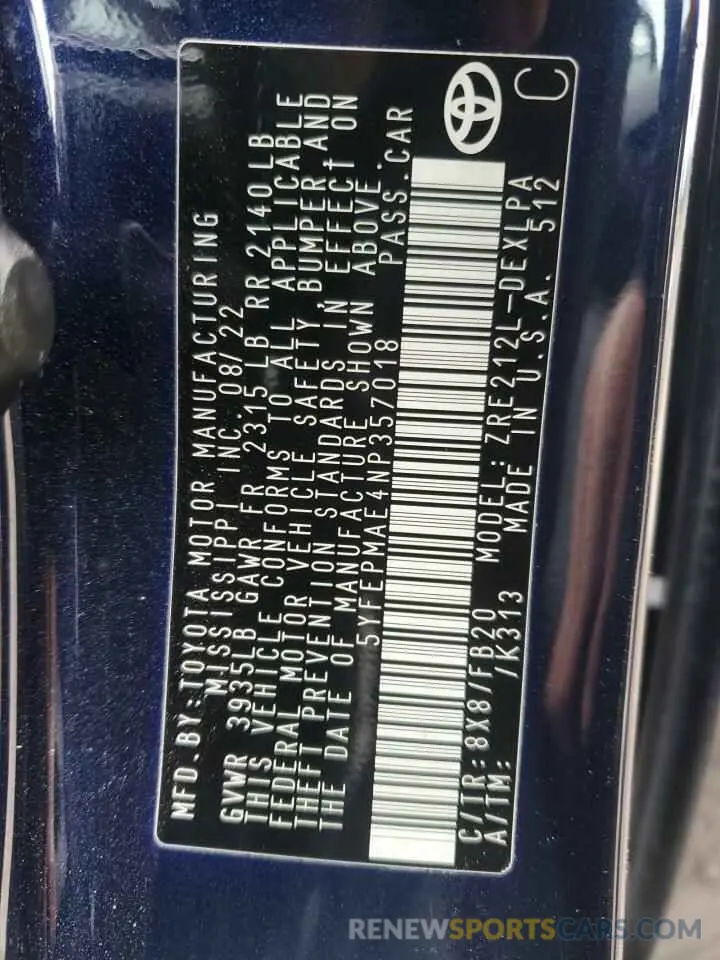 MFD.BY:TOYOTA MOTOR MANUFACTURING
MISSISSIPPI INC. 08/22
GVWR 3935LB GAWR FR 2315 LB RR 2140LB
THIS VEHICLE CONFORMS TO ALL APPLICABLE
FEDERAL MOTOR VEHICLE SAFETY, BUMPER AND
THEFT PREVENTION STANDARDS IN EFFECT ON
THE DATE OF MANUFACTURE SHOWN ABOVE.
5YFEPMAE4NP357018 PASS.CAR
C/TR:8X8/FB20 MODEL:ZRE212L-DEXLPA
A/TM: /K313 MADE IN U.S.A. 512
C
RENEWSPORTSCARS.COM